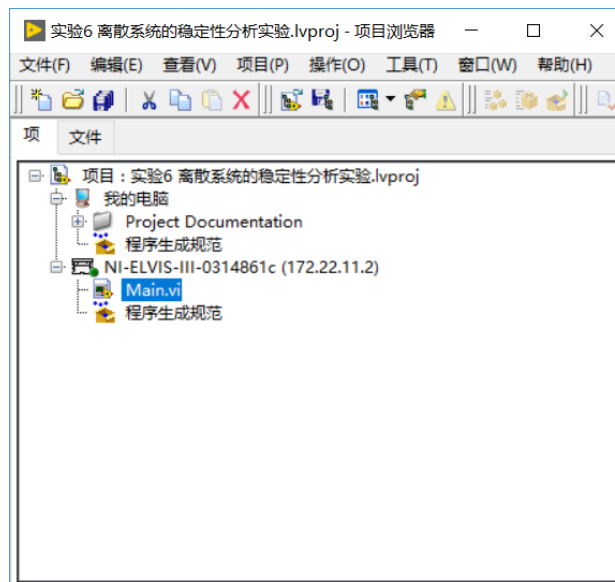 实验6 离散系统的稳定性分析实验.lvproj - 项目浏览器
文件(F) 编辑(E) 查看(V) 项目(P) 操作(O) 工具(T) 窗口(W) 帮助(H)
项 文件
项目：实验6 离散系统的稳定性分析实验.lvproj
我的电脑
Project Documentation
程序生成规范
NI-ELVIS-III-0314861c (172.22.11.2)
Main.vi
程序生成规范